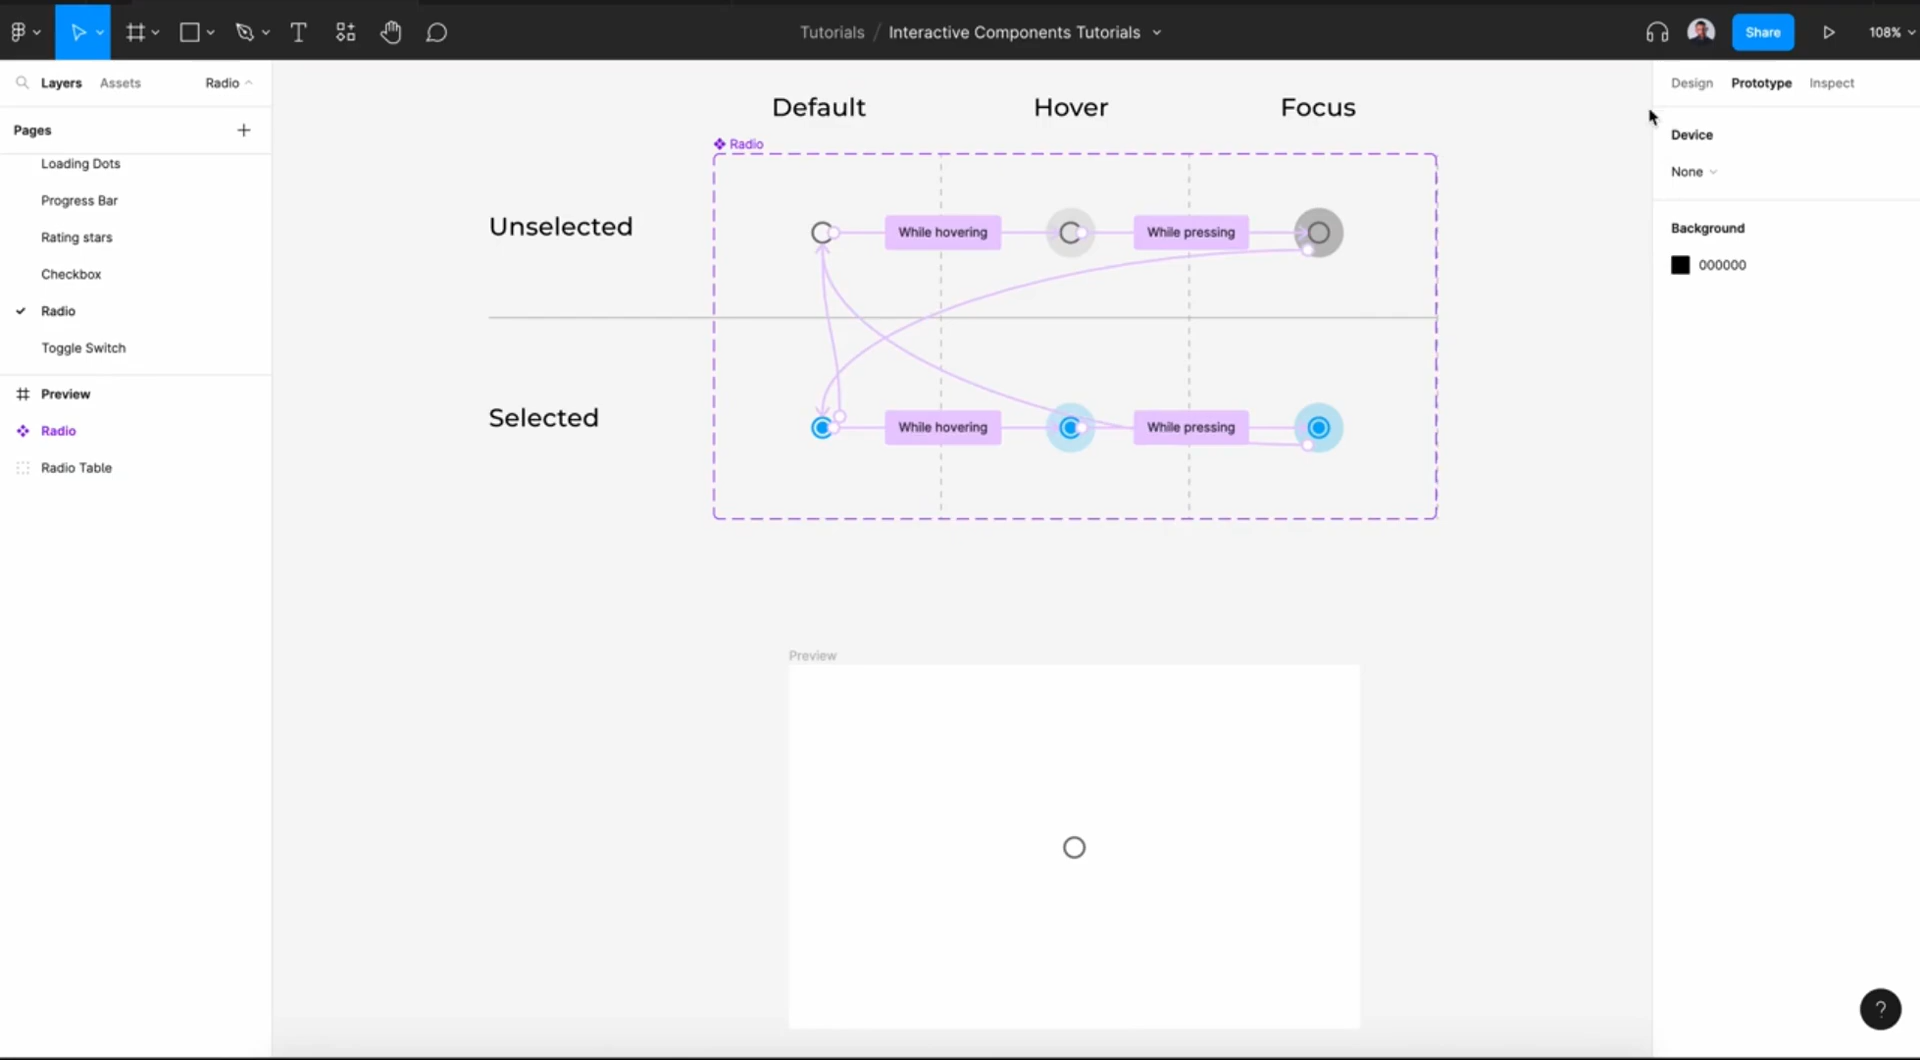 Tutorials / Interactive Components Tutorials
Share
108%
Layers
Assets
Radio
Pages
Loading Dots
Progress Bar
Rating stars
Checkbox
Radio
Toggle Switch
Preview
Radio
Radio Table
Default
Hover
Focus
Radio
Unselected
While hovering
While pressing
Selected
While hovering
While pressing
Preview
Design
Prototype
Inspect
Device
None
Background
000000
?